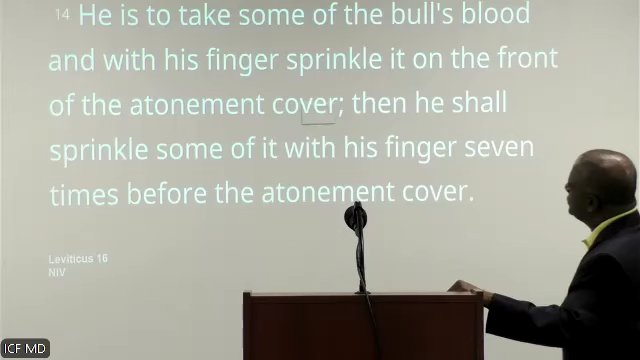 14 He is to take some of the bull's blood
and with his finger sprinkle it on the front
of the atonement cover; then he shall
sprinkle some of it with his finger seven
times before the atonement cover.
Leviticus 16
NIV
ICF MD